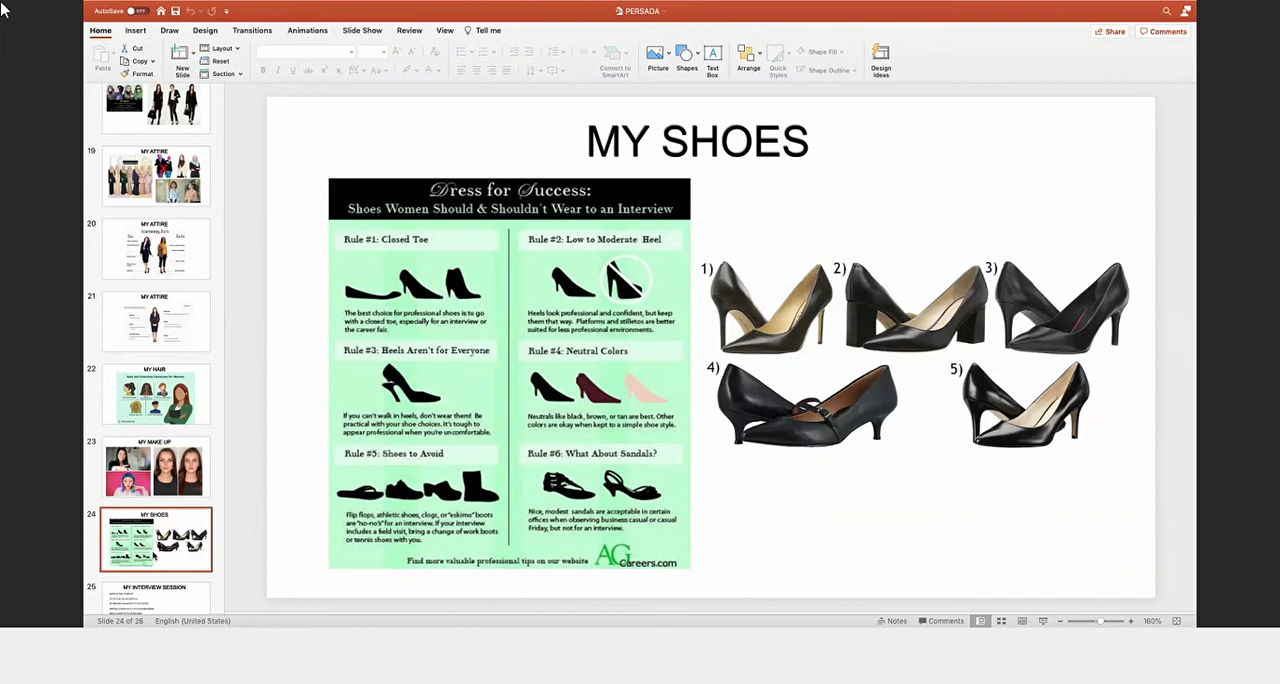 AutoSave OFF
PERSADA
Home Insert Draw Design Transitions Animations Slide Show Review View Tell me
Share Comments
Paste
Cut
Copy
Format
New Slide
Layout
Reset
Section
Convert to SmartArt
Picture
Shapes
Text Box
Arrange
Quick Styles
Shape Fill
Shape Outline
Design Ideas
19
MY ATTIRE
20
MY ATTIRE
21
MY ATTIRE
22
MY HAIR
23
MY MAKE UP
24
MY SHOES
25
MY INTERVIEW SESSION
MY SHOES
Dress for Success:
Shoes Women Should & Shouldn't Wear to an Interview
Rule #1: Closed Toe
The best choice for professional shoes is to go
with a closed toe, especially for an interview or
the career fair.
Rule #2: Low to Moderate Heel
Heels look professional and confident, but keep
them that way. Platforms and stilletos are better
suited for less professional environments.
Rule #3: Heels Aren't for Everyone
If you can't walk in heels, don't wear them! Be
practical with your shoe choices. It's tough to
appear professional when you're uncomfortable.
Rule #4: Neutral Colors
Neutrals like black, brown, or tan are best. Other
colors are okay when kept to a simple shoe style.
Rule #5: Shoes to Avoid
Flip flops, athletic shoes, clogs, or "eskimo" boots
are "no-no's" for an interview. If your interview
includes a field visit, bring a change of work boots
or tennis shoes with you.
Rule #6: What About Sandals?
Nice, modest sandals are acceptable in certain
offices when observing business casual or casual
Friday, but not for an interview.
Find more valuable professional tips on our website
AGCareers.com
1) 2) 3)
4) 5)
Slide 24 of 26 English (United States)
Notes Comments 160%